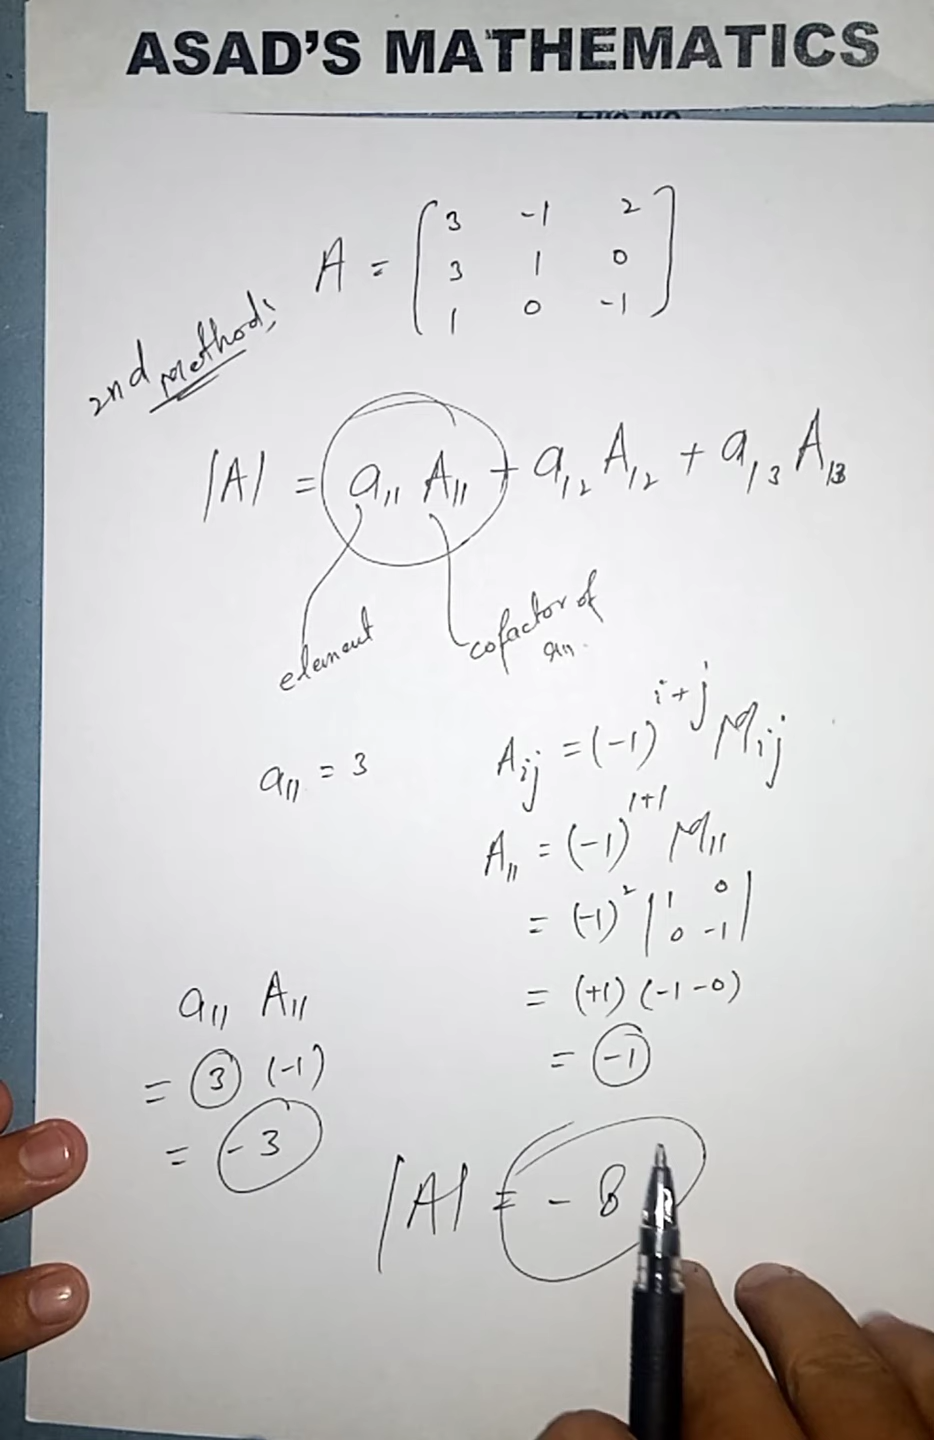 ASAD'S MATHEMATICS
A = [ 3 -1 2
3 1 0
1 0 -1 ]
2nd Method:
|A| = a11 A11 + a12 A12 + a13 A13
element
cofactor of
a11.
a11 = 3
Aij = (-1)^i+j Mij
A11 = (-1)^1+1 M11
= (-1)^2 | 1 0
0 -1 |
= (+1) (-1-0)
= -1
a11 A11
= 3 (-1)
= -3
|A| = -8